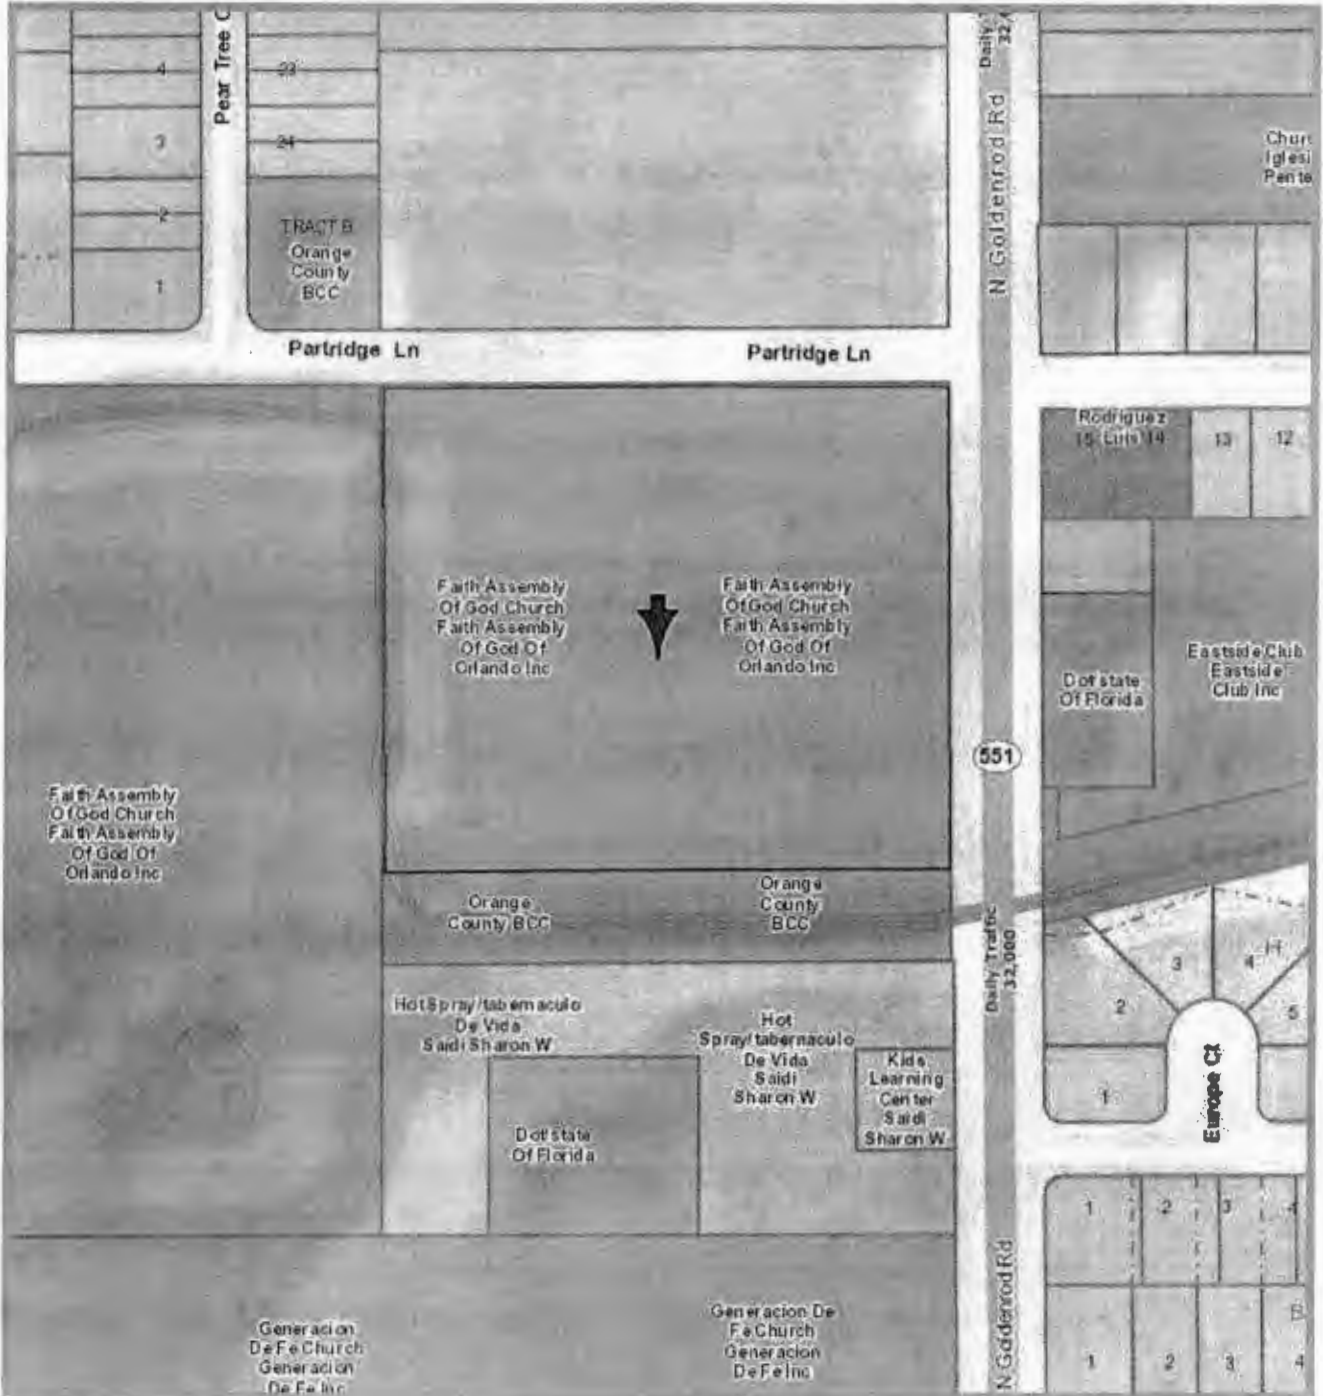 Pear Tree C
4
3
2
1
23
24
TRACT B
Orange
County
BCC
Daily
N Goldenrod Rd
Partridge Ln
Partridge Ln
Rodriguez
15 Luis 14
13
12
Faith Assembly
Of God Church
Faith Assembly
Of God Of
Orlando Inc
Faith Assembly
Of God Church
Faith Assembly
Of God Of
Orlando Inc
Dot/state
Of Florida
Eastside Club
Eastside
Club Inc
551
Faith Assembly
Of God Church
Faith Assembly
Of God Of
Orlando Inc
Orange
County BCC
Orange
County
BCC
Daily Traffic
32,000
Hot Spray/tabernaculo
De Vida
Saidi Sharon W
Hot
Spray/tabernaculo
De Vida
Saidi
Sharon W
Kids
Learning
Center
Saidi
Sharon W
Dot/state
Of Florida
3
4
H
2
5
1
Europe Ct
1
2
3
4
N Goldenrod Rd
1
2
3
4
Generacion
De Fe Church
Generacion
De Fe Inc
Generacion De
Fe Church
Generacion
De Fe Inc